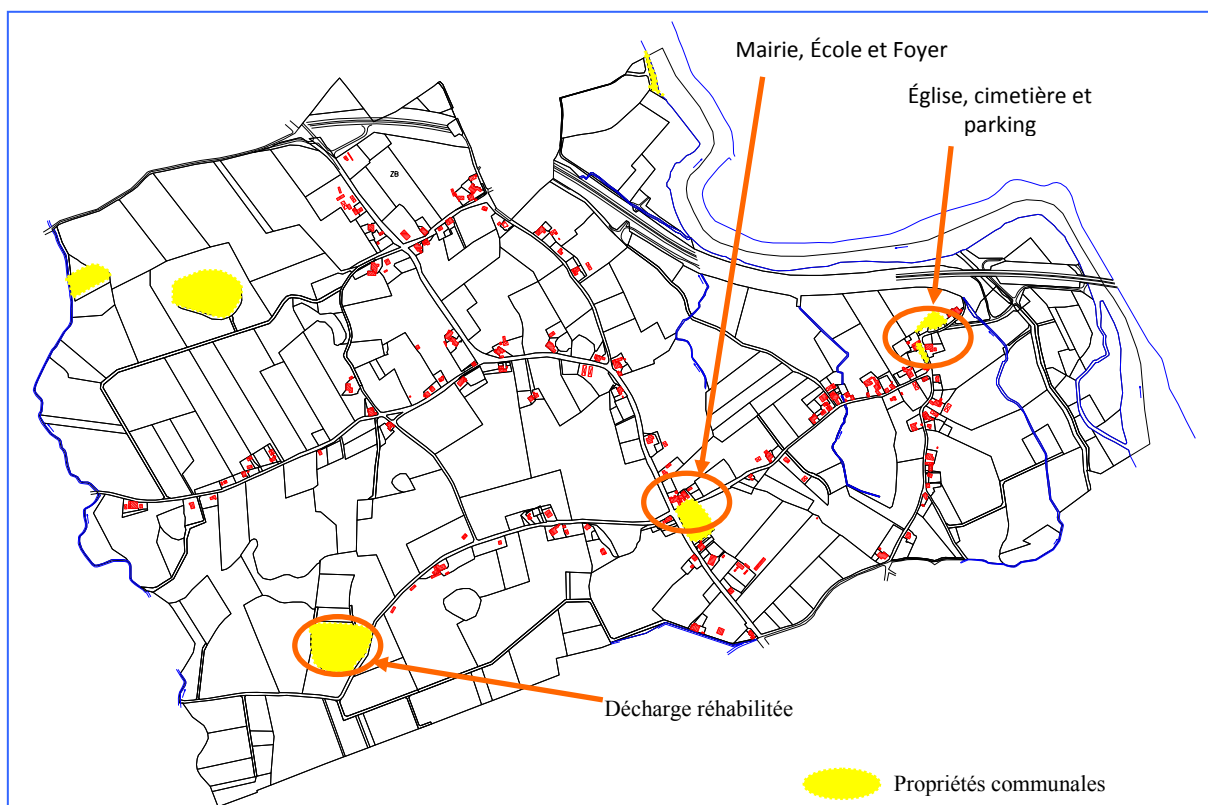 Mairie, École et Foyer
Église, cimetière et
parking
ZB
Décharge réhabilitée
Propriétés communales